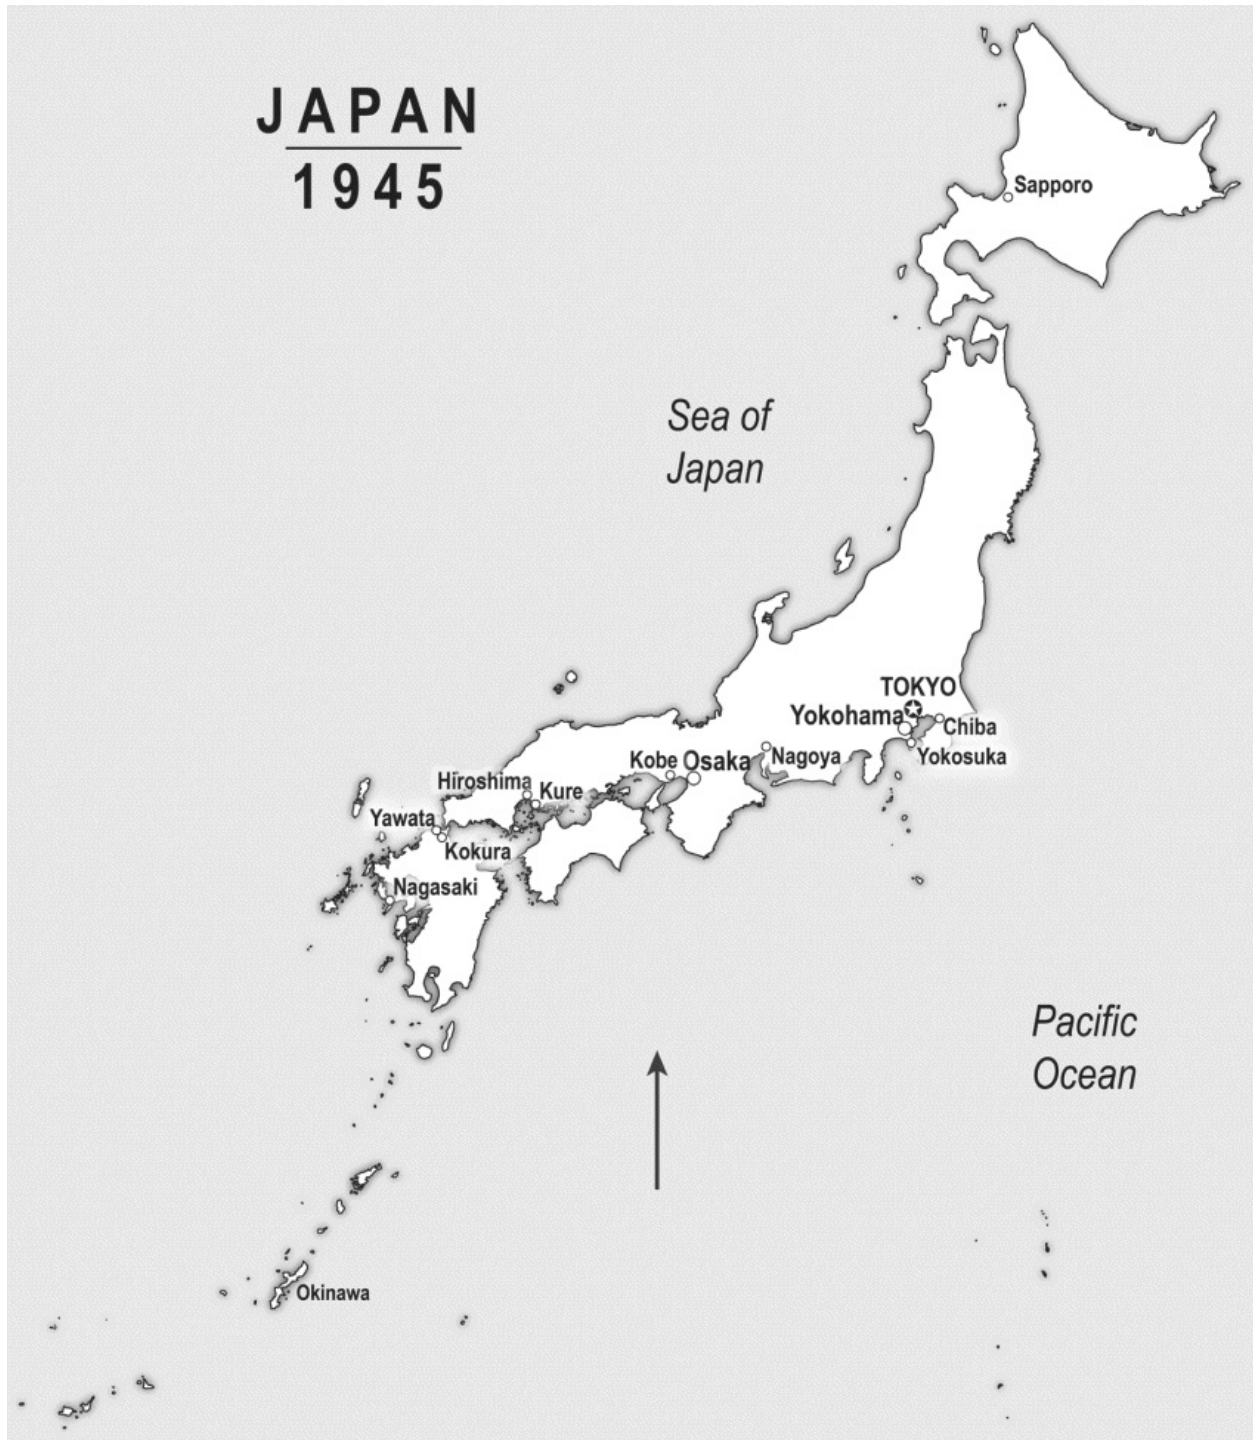 JAPAN
1945
Sapporo
Sea of
Japan
TOKYO
Yokohama
Chiba
Yokosuka
Nagoya
Kobe
Osaka
Hiroshima
Kure
Yawata
Kokura
Nagasaki
Pacific
Ocean
Okinawa